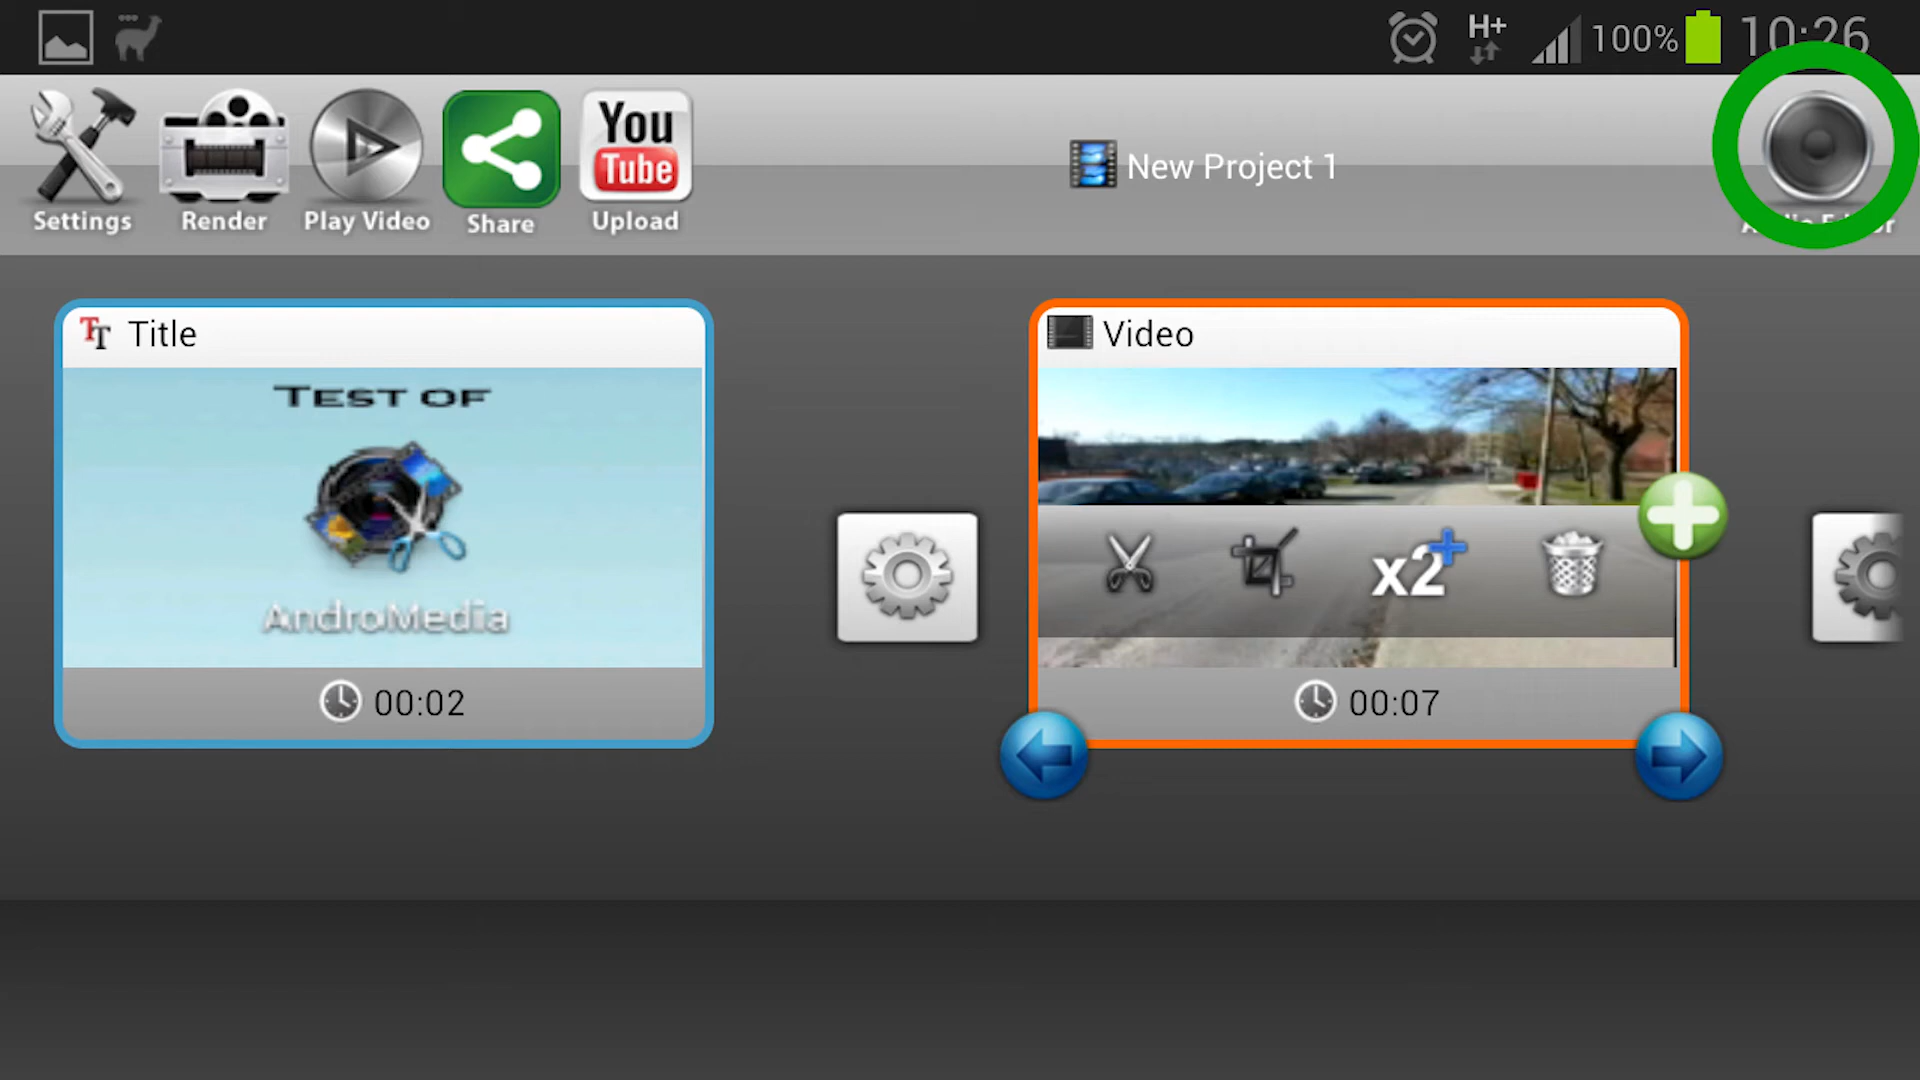 H+ 100% 10:26
You
Tube
Settings Render Play Video Share Upload
New Project 1
Title
TEST OF
AndroMedia
00:02
Video
x2+
00:07